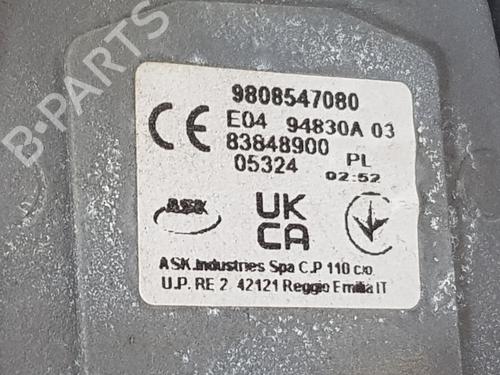 B-PARTS
9808547080
CE E04 94830A 03
83848900
05324 PL
02:52
ASK UK
CA
ASK Industries Spa C.P 110 c/o
U.P. RE 2 42121 Reggio Emilia IT